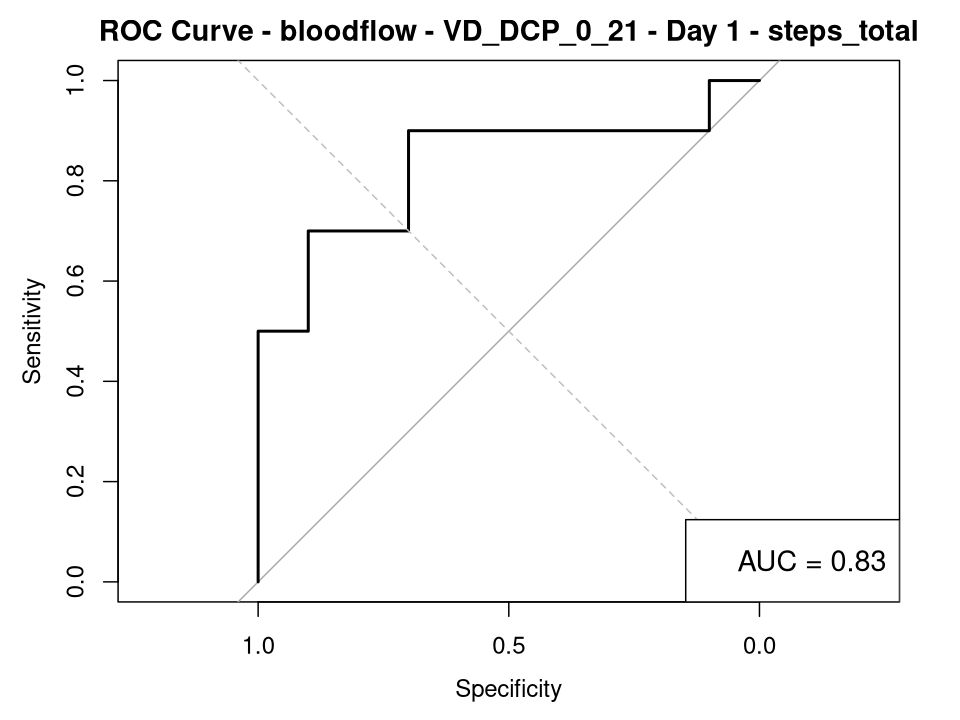 ROC Curve - bloodflow - VD_DCP_0_21 - Day 1 - steps_total
Sensitivity
1.0
0.8
0.6
0.4
0.2
0.0
AUC = 0.83
1.0 0.5 0.0
Specificity